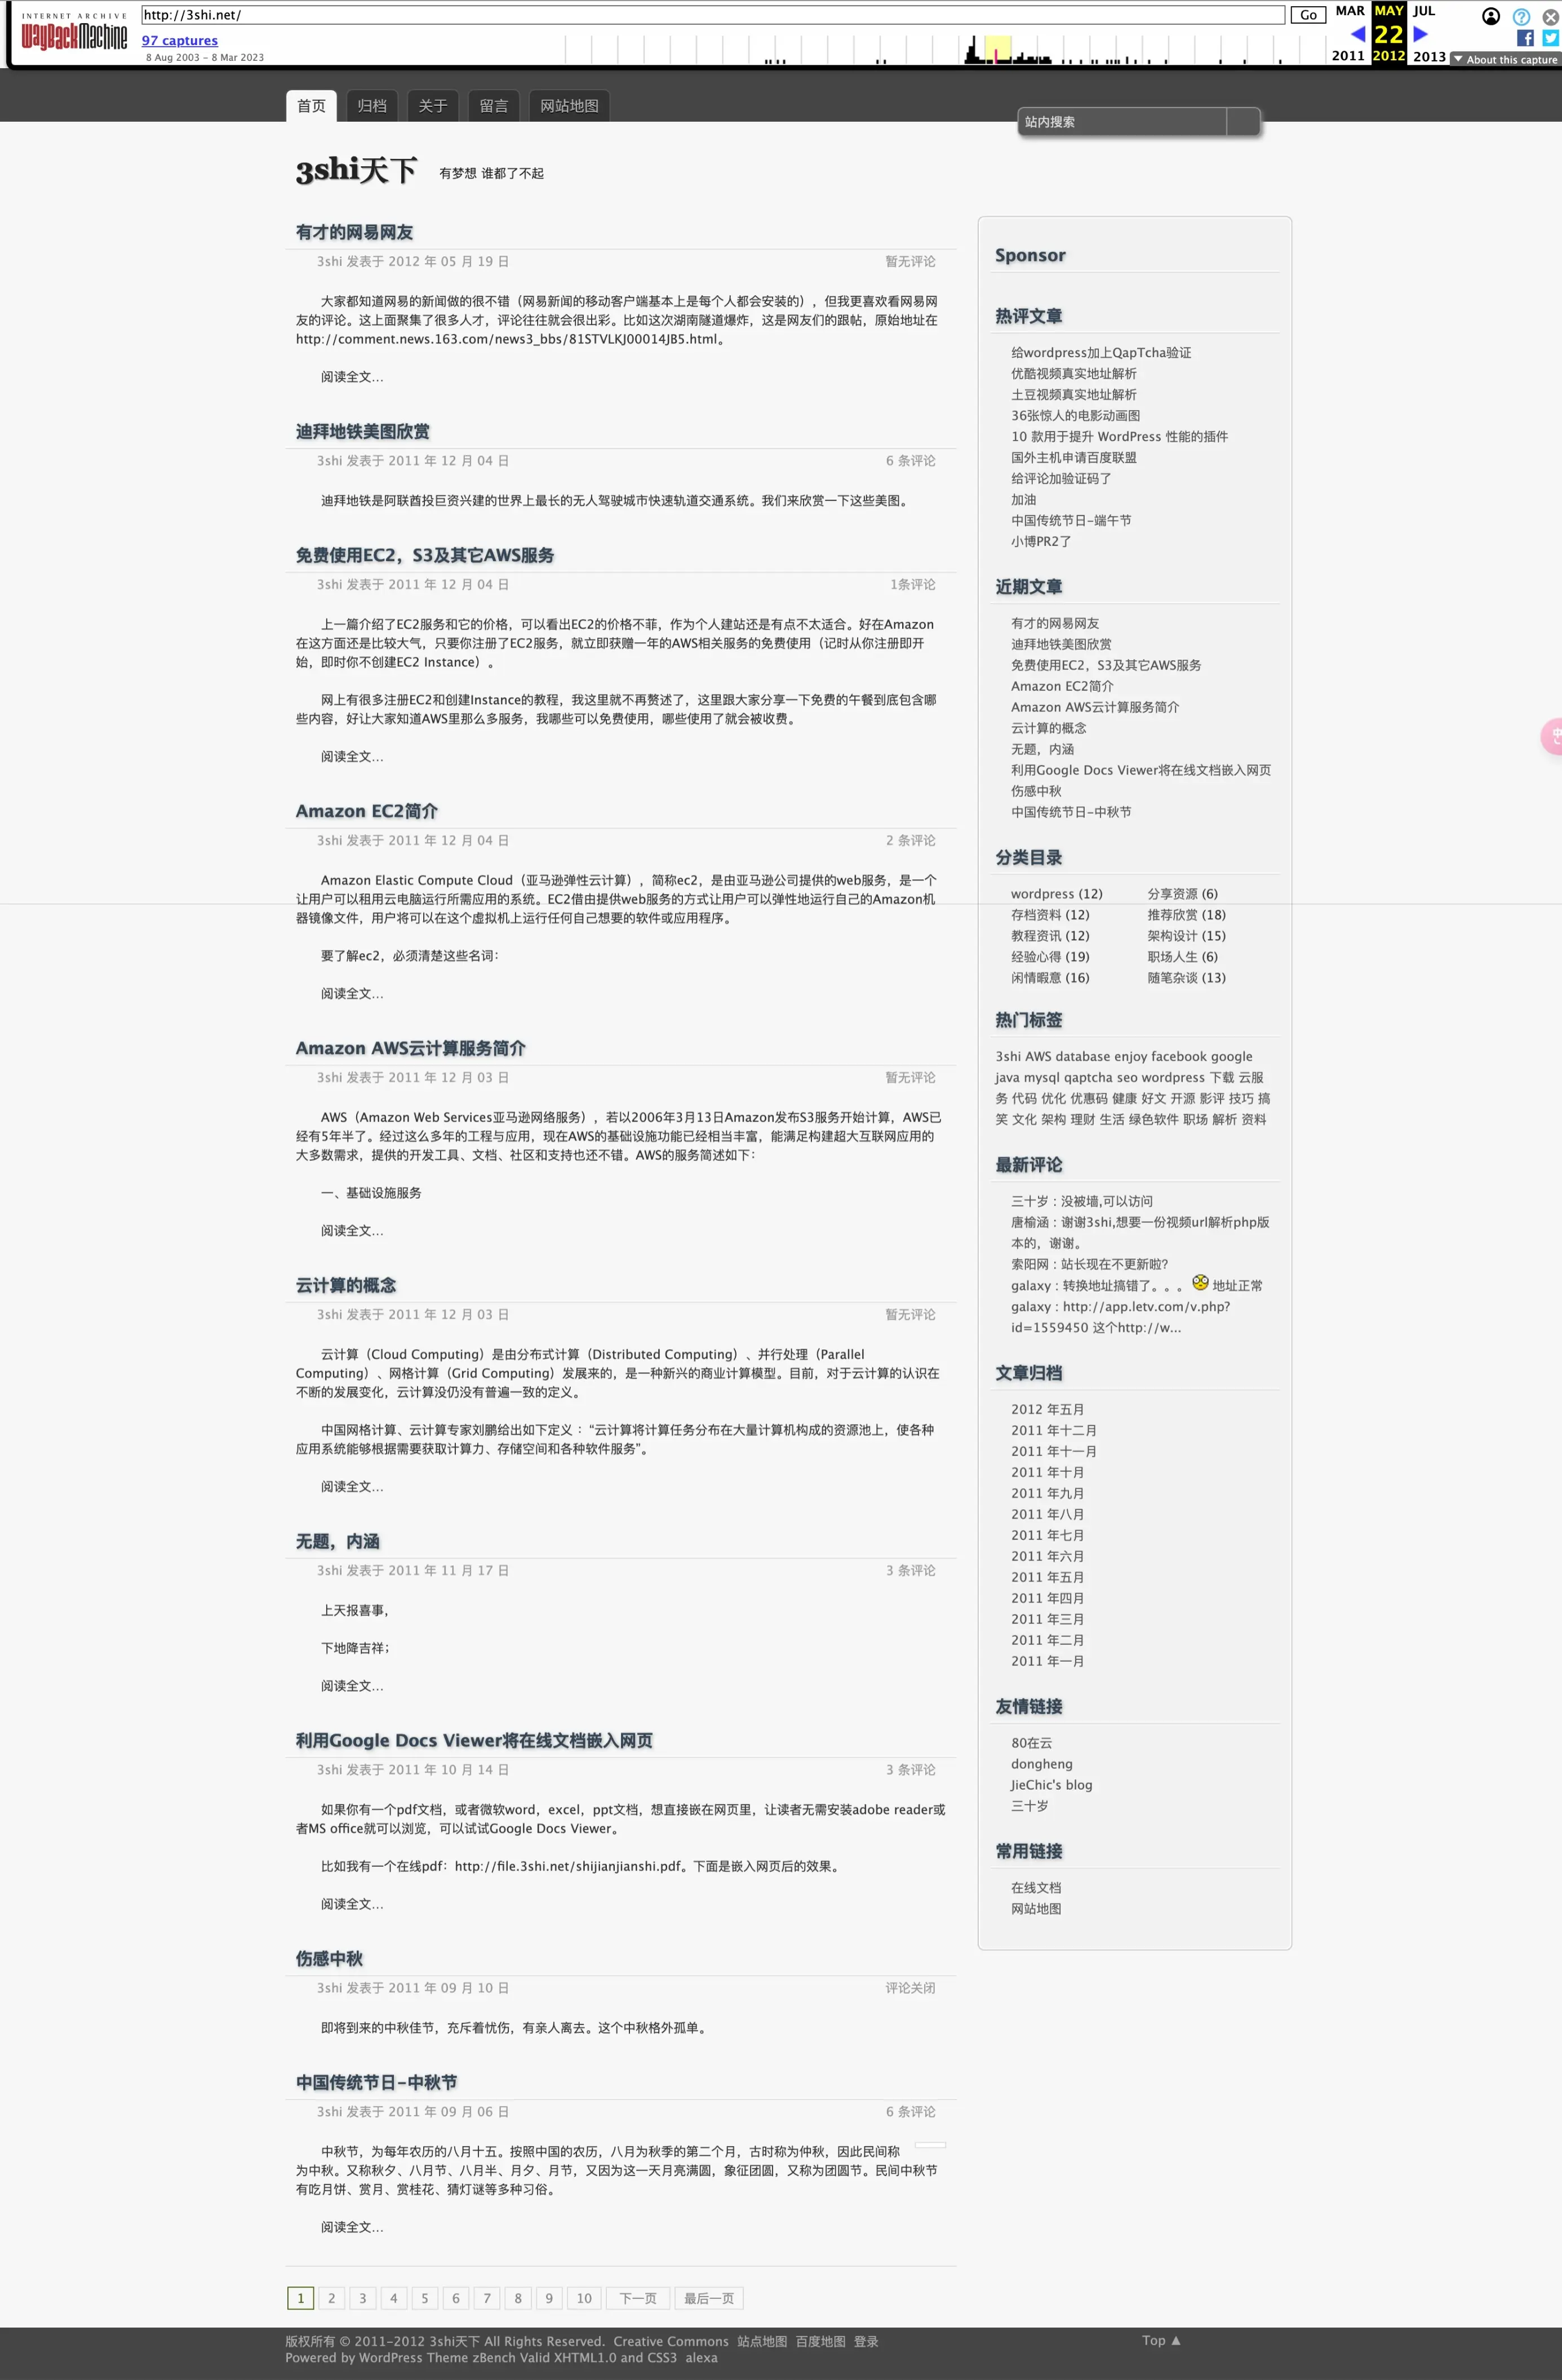 INTERNET ARCHIVE
WayBackMachine
http://3shi.net/
Go
97 captures
8 Aug 2003 – 8 Mar 2023
MAR MAY JUL
22
2011 2012 2013
About this capture
首页 归档 关于 留言 网站地图
站内搜索
3shi天下 有梦想 谁都了不起
有才的网易网友
3shi 发表于 2012 年 05 月 19 日 暂无评论
大家都知道网易的新闻做的很不错（网易新闻的移动客户端基本上是每个人都会安装的），但我更喜欢看网易网
友的评论。这上面聚集了很多人才，评论往往就会很出彩。比如这次湖南隧道爆炸，这是网友们的跟帖，原始地址在
http://comment.news.163.com/news3_bbs/81STVLKJ00014JB5.html。
阅读全文...
迪拜地铁美图欣赏
3shi 发表于 2011 年 12 月 04 日 6 条评论
迪拜地铁是阿联酋投巨资兴建的世界上最长的无人驾驶城市快速轨道交通系统。我们来欣赏一下这些美图。
免费使用EC2，S3及其它AWS服务
3shi 发表于 2011 年 12 月 04 日 1条评论
上一篇介绍了EC2服务和它的价格，可以看出EC2的价格不菲，作为个人建站还是有点不太适合。好在Amazon
在这方面还是比较大气，只要你注册了EC2服务，就立即获赠一年的AWS相关服务的免费使用（记时从你注册即开
始，即时你不创建EC2 Instance）。
网上有很多注册EC2和创建Instance的教程，我这里就不再赘述了，这里跟大家分享一下免费的午餐到底包含哪
些内容，好让大家知道AWS里那么多服务，我哪些可以免费使用，哪些使用了就会被收费。
阅读全文...
Amazon EC2简介
3shi 发表于 2011 年 12 月 04 日 2 条评论
Amazon Elastic Compute Cloud（亚马逊弹性云计算），简称ec2，是由亚马逊公司提供的web服务，是一个
让用户可以租用云电脑运行所需应用的系统。EC2借由提供web服务的方式让用户可以弹性地运行自己的Amazon机
器镜像文件，用户将可以在这个虚拟机上运行任何自己想要的软件或应用程序。
要了解ec2，必须清楚这些名词：
阅读全文...
Amazon AWS云计算服务简介
3shi 发表于 2011 年 12 月 03 日 暂无评论
AWS（Amazon Web Services亚马逊网络服务），若以2006年3月13日Amazon发布S3服务开始计算，AWS已
经有5年半了。经过这么多年的工程与应用，现在AWS的基础设施功能已经相当丰富，能满足构建超大互联网应用的
大多数需求，提供的开发工具、文档、社区和支持也还不错。AWS的服务简述如下：
一、基础设施服务
阅读全文...
云计算的概念
3shi 发表于 2011 年 12 月 03 日 暂无评论
云计算（Cloud Computing）是由分布式计算（Distributed Computing）、并行处理（Parallel
Computing）、网格计算（Grid Computing）发展来的，是一种新兴的商业计算模型。目前，对于云计算的认识在
不断的发展变化，云计算没仍没有普遍一致的定义。
中国网格计算、云计算专家刘鹏给出如下定义 ：“云计算将计算任务分布在大量计算机构成的资源池上，使各种
应用系统能够根据需要获取计算力、存储空间和各种软件服务”。
阅读全文...
无题，内涵
3shi 发表于 2011 年 11 月 17 日 3 条评论
上天报喜事，
下地降吉祥；
阅读全文...
利用Google Docs Viewer将在线文档嵌入网页
3shi 发表于 2011 年 10 月 14 日 3 条评论
如果你有一个pdf文档，或者微软word，excel，ppt文档，想直接嵌在网页里，让读者无需安装adobe reader或
者MS office就可以浏览，可以试试Google Docs Viewer。
比如我有一个在线pdf：http://file.3shi.net/shijianjianshi.pdf。下面是嵌入网页后的效果。
阅读全文...
伤感中秋
3shi 发表于 2011 年 09 月 10 日 评论关闭
即将到来的中秋佳节，充斥着忧伤，有亲人离去。这个中秋格外孤单。
中国传统节日–中秋节
3shi 发表于 2011 年 09 月 06 日 6 条评论
中秋节，为每年农历的八月十五。按照中国的农历，八月为秋季的第二个月，古时称为仲秋，因此民间称
为中秋。又称秋夕、八月节、八月半、月夕、月节，又因为这一天月亮满圆，象征团圆，又称为团圆节。民间中秋节
有吃月饼、赏月、赏桂花、猜灯谜等多种习俗。
阅读全文...
1 2 3 4 5 6 7 8 9 10 下一页 最后一页
Sponsor
热评文章
给wordpress加上QapTcha验证
优酷视频真实地址解析
土豆视频真实地址解析
36张惊人的电影动画图
10 款用于提升 WordPress 性能的插件
国外主机申请百度联盟
给评论加验证码了
加油
中国传统节日–端午节
小博PR2了
近期文章
有才的网易网友
迪拜地铁美图欣赏
免费使用EC2，S3及其它AWS服务
Amazon EC2简介
Amazon AWS云计算服务简介
云计算的概念
无题，内涵
利用Google Docs Viewer将在线文档嵌入网页
伤感中秋
中国传统节日–中秋节
分类目录
wordpress (12) 分享资源 (6)
存档资料 (12) 推荐欣赏 (18)
教程资讯 (12) 架构设计 (15)
经验心得 (19) 职场人生 (6)
闲情暇意 (16) 随笔杂谈 (13)
热门标签
3shi AWS database enjoy facebook google
java mysql qaptcha seo wordpress 下载 云服
务 代码 优化 优惠码 健康 好文 开源 影评 技巧 搞
笑 文化 架构 理财 生活 绿色软件 职场 解析 资料
最新评论
三十岁 : 没被墙,可以访问
唐榆涵 : 谢谢3shi,想要一份视频url解析php版
本的，谢谢。
索阳网 : 站长现在不更新啦?
galaxy : 转换地址搞错了。。。 地址正常
galaxy : http://app.letv.com/v.php?
id=1559450 这个http://w...
文章归档
2012 年五月
2011 年十二月
2011 年十一月
2011 年十月
2011 年九月
2011 年八月
2011 年七月
2011 年六月
2011 年五月
2011 年四月
2011 年三月
2011 年二月
2011 年一月
友情链接
80在云
dongheng
JieChic's blog
三十岁
常用链接
在线文档
网站地图
版权所有 © 2011-2012 3shi天下 All Rights Reserved. Creative Commons 站点地图 百度地图 登录
Top ▲
Powered by WordPress Theme zBench Valid XHTML1.0 and CSS3 alexa